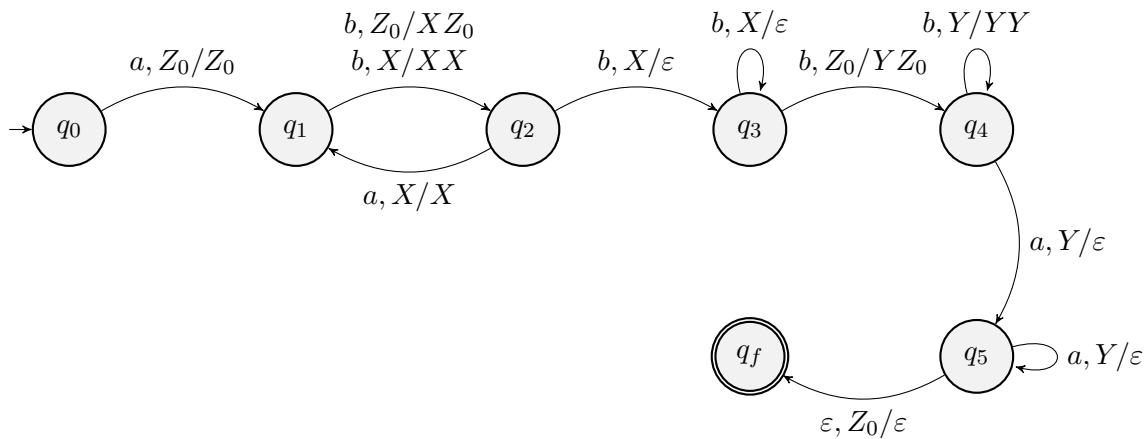 b, Z₀/XZ₀
b, X/XX
a, Z₀/Z₀
b, X/ε
b, X/ε
b, Z₀/YZ₀
b, Y/YY
q₀
q₁
q₂
q₃
q₄
a, X/X
a, Y/ε
q_f
q₅
a, Y/ε
ε, Z₀/ε